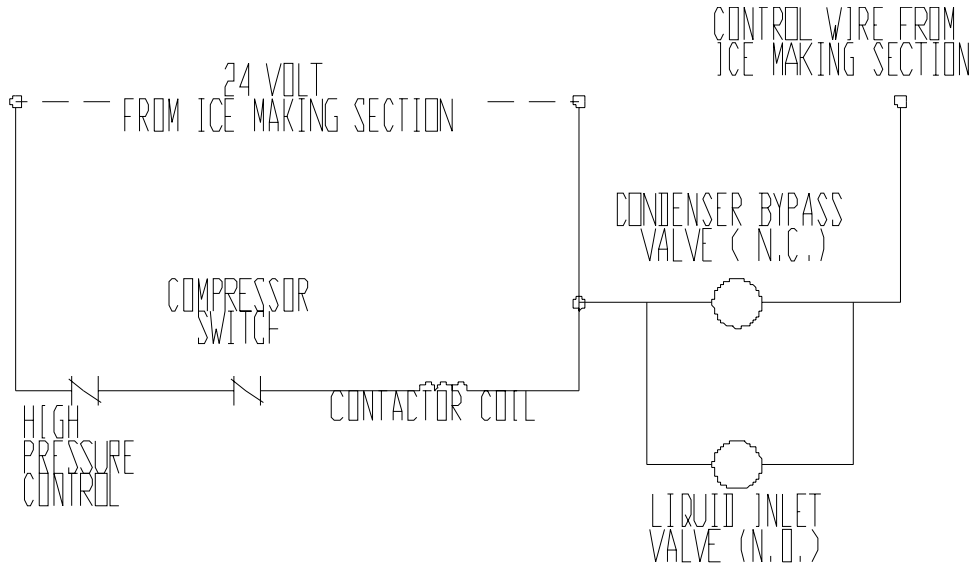 CONTROL WIRE FROM
ICE MAKING SECTION
24 VOLT
FROM ICE MAKING SECTION
CONDENSER BYPASS
VALVE ( N.C.)
COMPRESSOR
SWITCH
CONTACTOR COIL
HIGH
PRESSURE
CONTROL
LIQUID INLET
VALVE (N.O.)